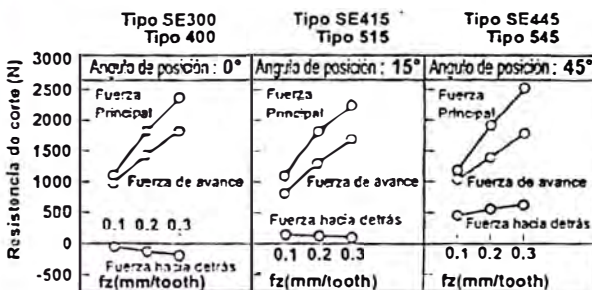 Tipo SE300
Tipo 400
Tipo SE415
Tipo 515
Tipo SE445
Tipo 545
Resistencia do corte (N)
3000
2500
2000
1500
1000
500
0
-500
Angulo de posición : 0°
Fuerza
Principal
Fuerza de avance
0.1 0.2 0.3
Fuerza hacia detrás
fz(mm/tooth)
Angulo de posición : 15°
Fuerza
Principal
Fuerza de avance
Fuerza hacia detrás
0.1 0.2 0.3
fz(mm/tooth)
Angulo de posición : 45°
Fuerza
Principal
Fuerza de avance
Fuerza hacia detrás
0.1 0.2 0.3
fz(mm/tooth)